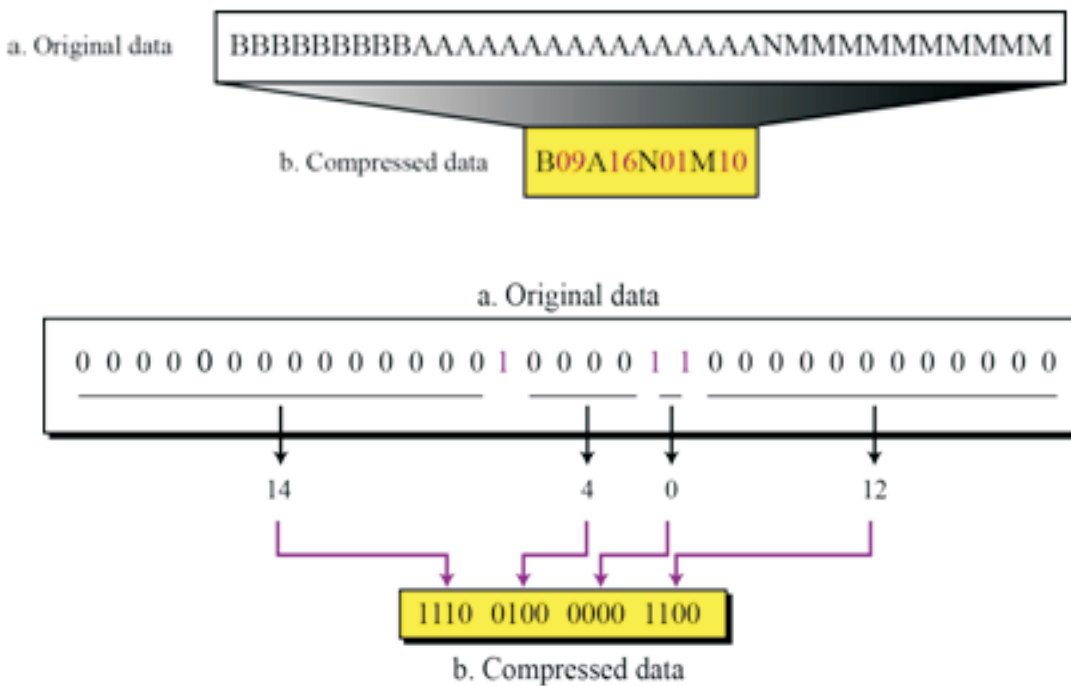 a. Original data
BBBBBBBBBAAAAAAAAAAAAAAAANMMMMMMMMMM
b. Compressed data
B09A16N01M10
a. Original data
0 0 0 0 0 0 0 0 0 0 0 0 0 0 1 0 0 0 0 1 1 0 0 0 0 0 0 0 0 0 0 0 0
14 4 0 12
1110 0100 0000 1100
b. Compressed data